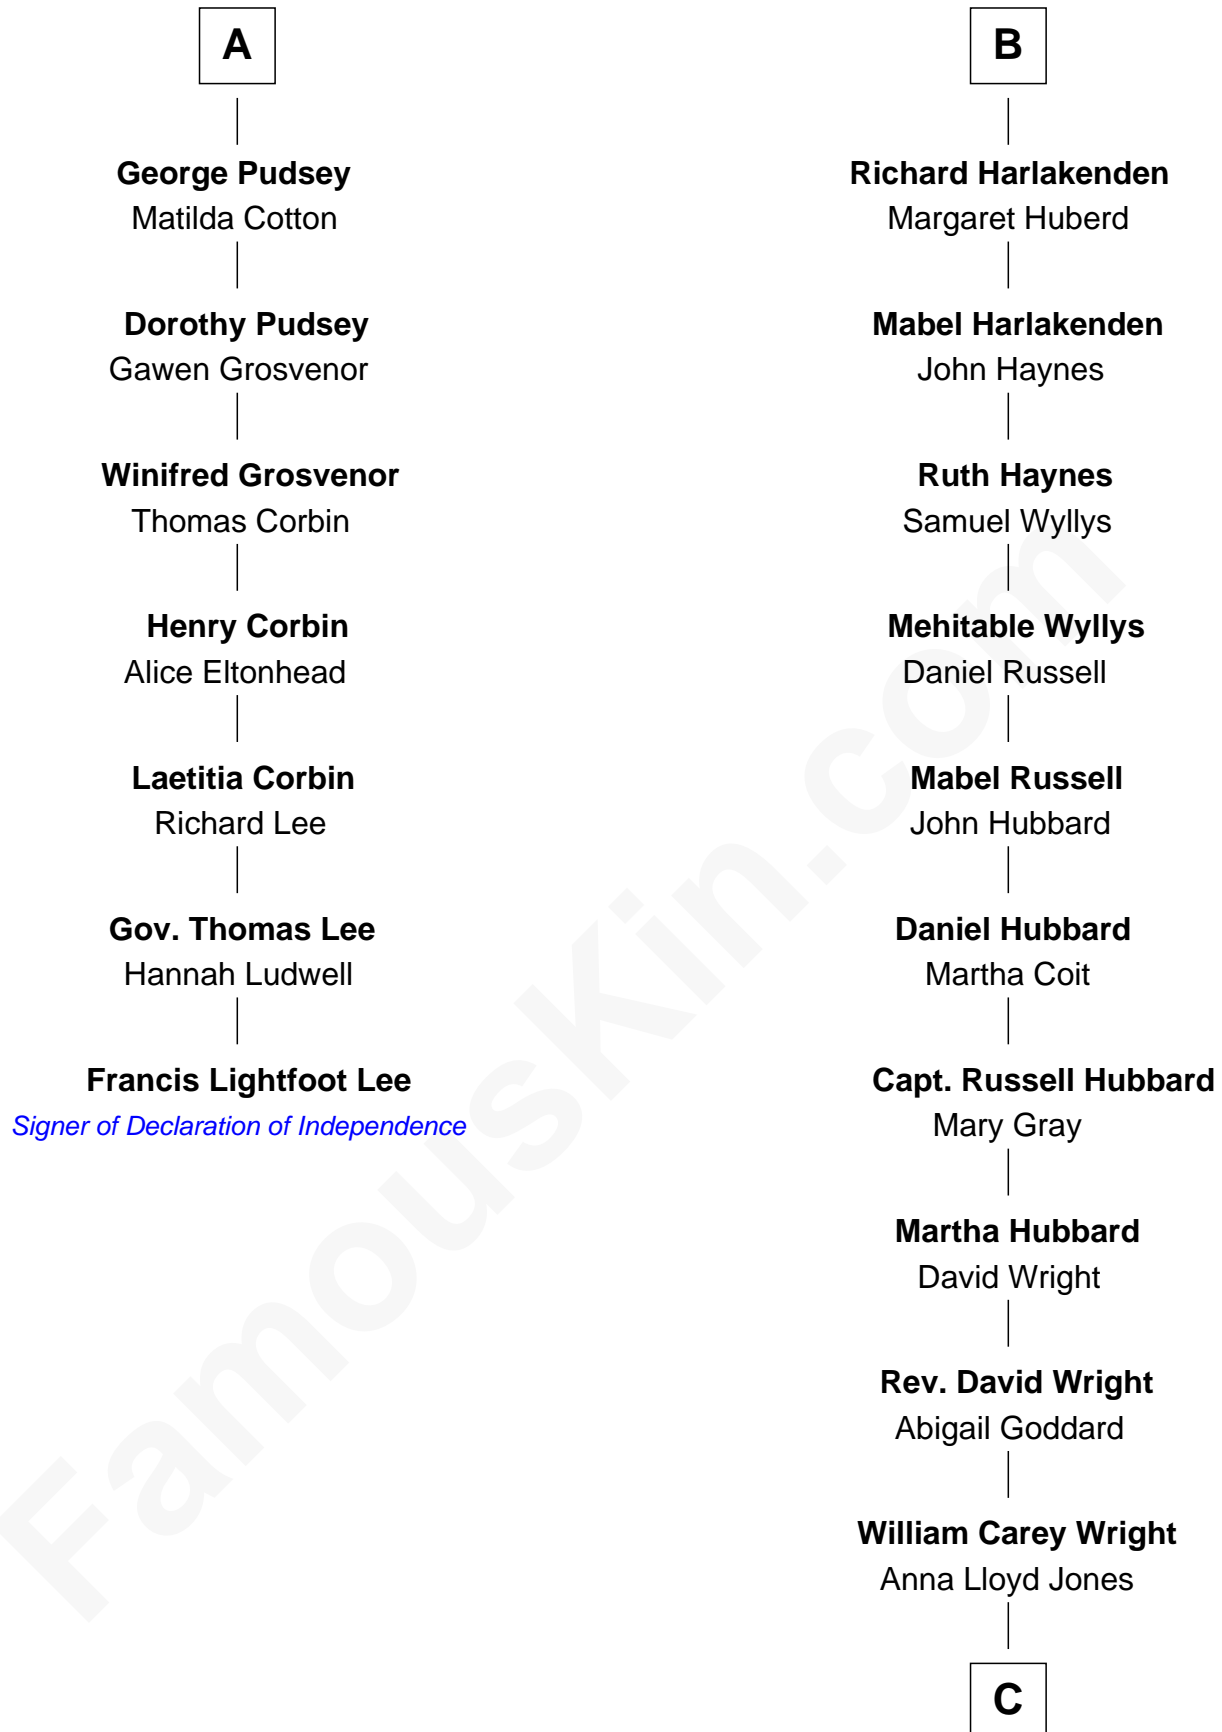 A
George Pudsey
Matilda Cotton
Dorothy Pudsey
Gawen Grosvenor
Winifred Grosvenor
Thomas Corbin
Henry Corbin
Alice Eltonhead
Laetitia Corbin
Richard Lee
Gov. Thomas Lee
Hannah Ludwell
Francis Lightfoot Lee
Signer of Declaration of Independence
B
Richard Harlakenden
Margaret Huberd
Mabel Harlakenden
John Haynes
Ruth Haynes
Samuel Wyllys
Mehitable Wyllys
Daniel Russell
Mabel Russell
John Hubbard
Daniel Hubbard
Martha Coit
Capt. Russell Hubbard
Mary Gray
Martha Hubbard
David Wright
Rev. David Wright
Abigail Goddard
William Carey Wright
Anna Lloyd Jones
C
FamousKin.com